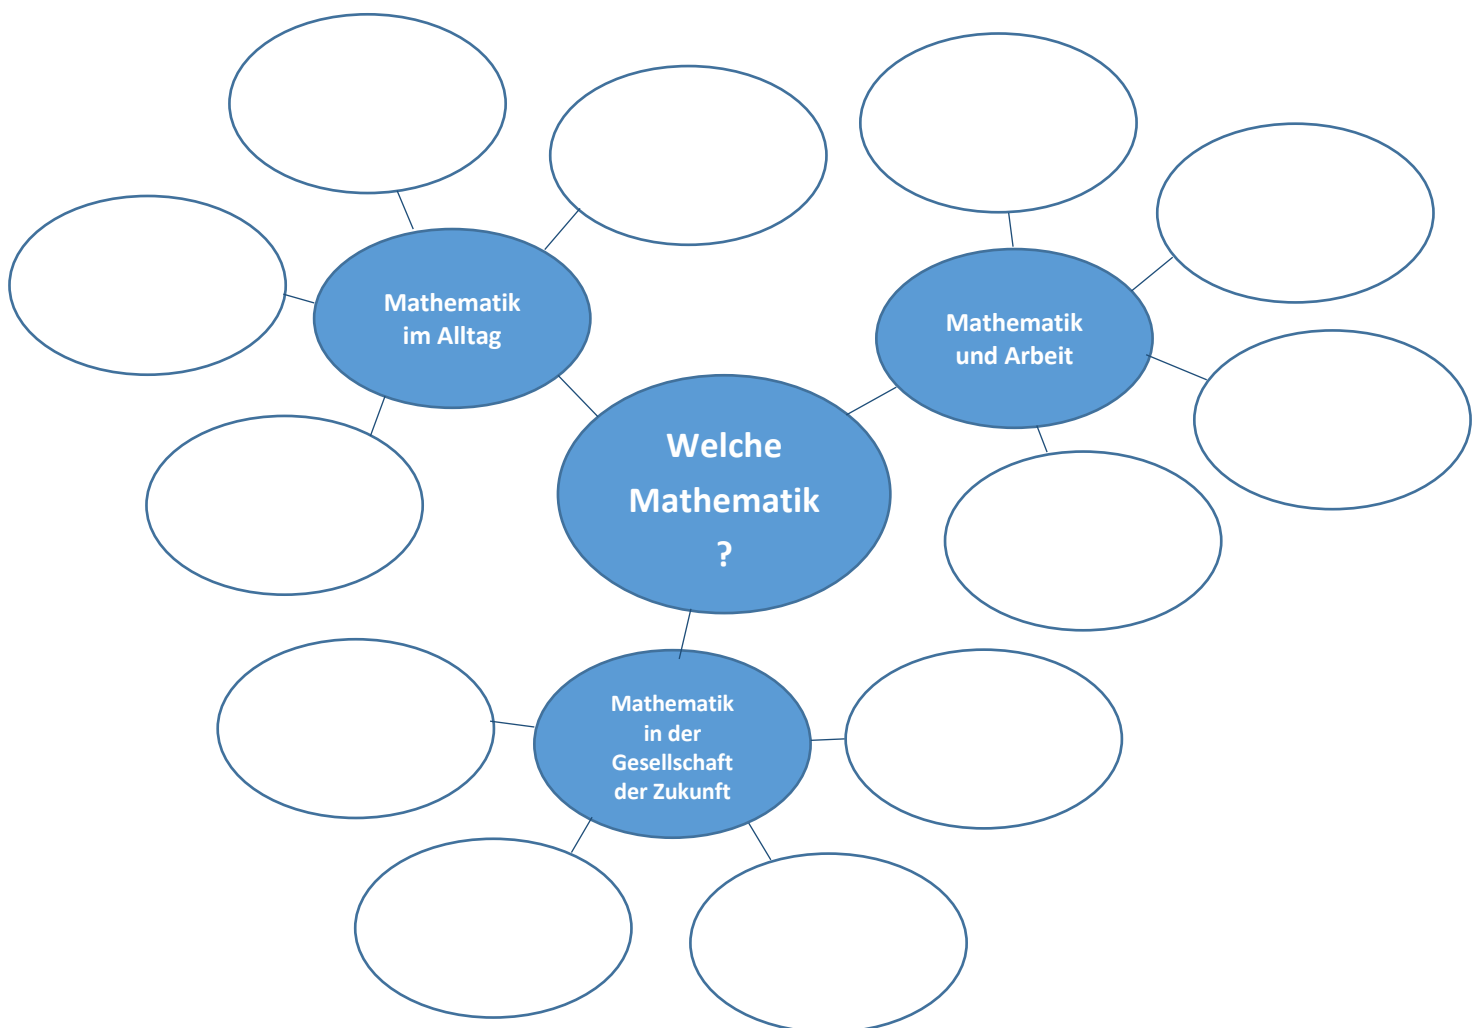 Mathematik
im Alltag
Mathematik
und Arbeit
Welche
Mathematik
?
Mathematik
in der
Gesellschaft
der Zukunft